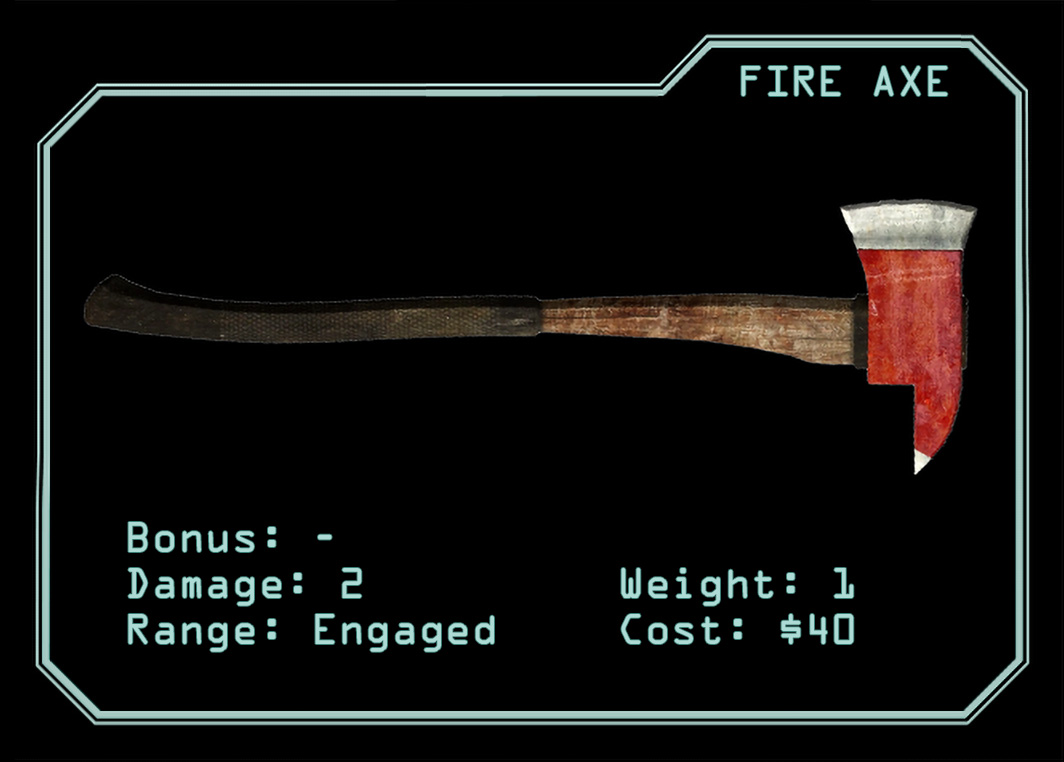 FIRE AXE
Bonus: -
Damage: 2
Range: Engaged
Weight: 1
Cost: $40